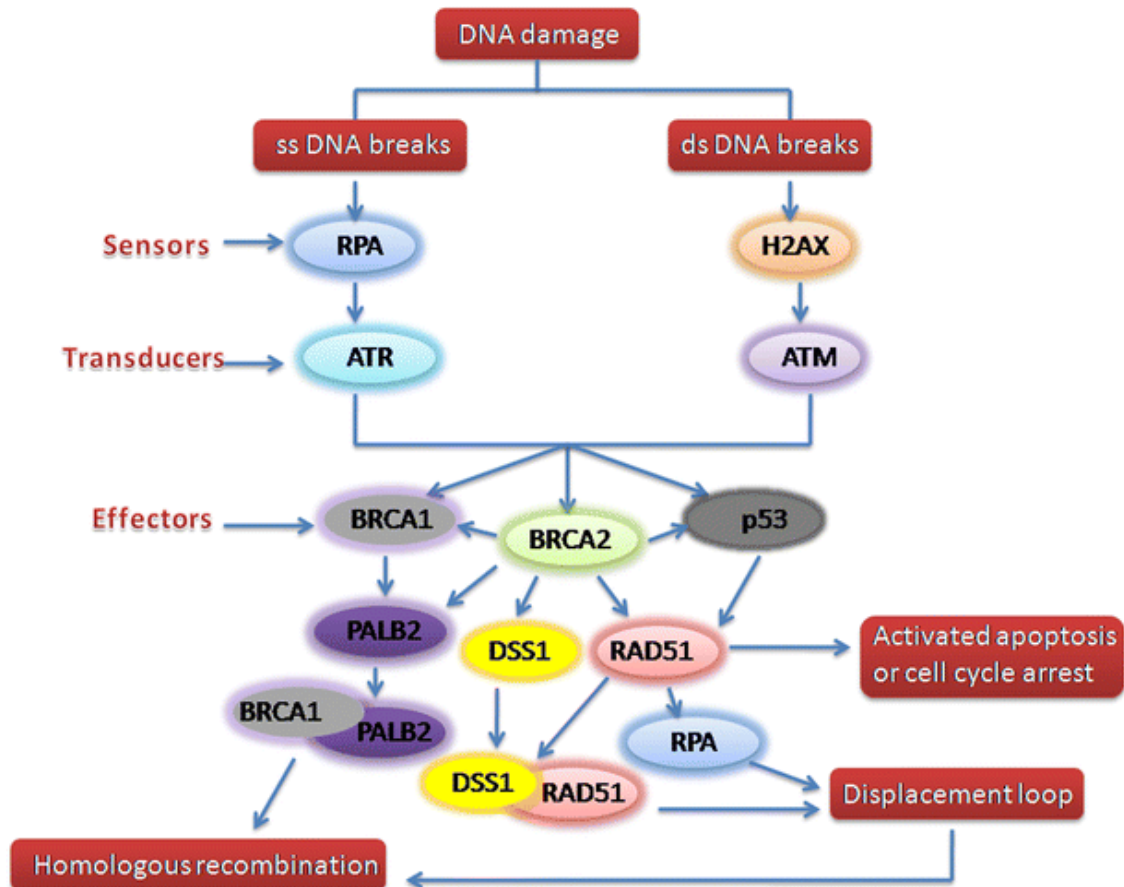 DNA damage
ss DNA breaks
ds DNA breaks
Sensors
RPA
H2AX
Transducers
ATR
ATM
Effectors
BRCA1
BRCA2
p53
PALB2
DSS1
RAD51
Activated apoptosis
or cell cycle arrest
BRCA1
PALB2
RPA
DSS1
RAD51
Displacement loop
Homologous recombination